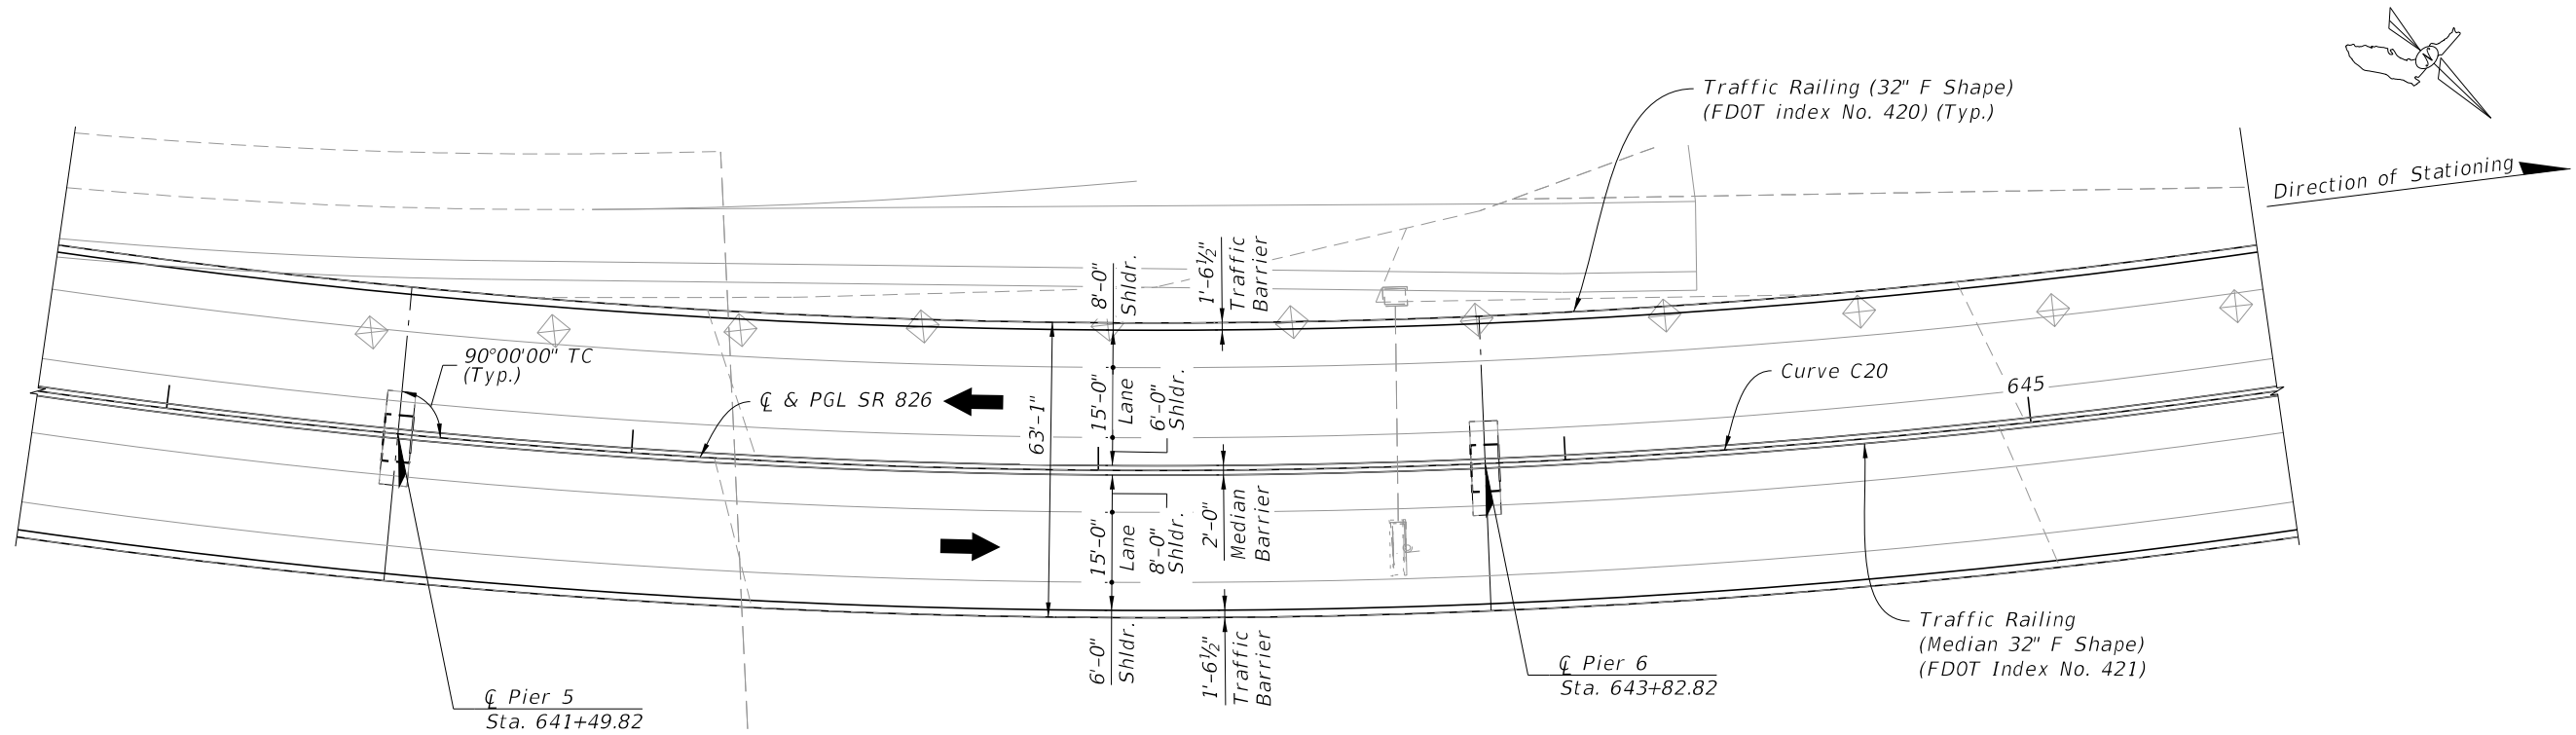 Traffic Railing (32" F Shape)
(FDOT index No. 420) (Typ.)
N
Direction of Stationing
8'-0"
Shldr.
1'-6½"
Traffic
Barrier
90°00'00" TC
(Typ.)
℄ & PGL SR 826
63'-1"
15'-0"
Lane
6'-0"
Shldr.
Curve C20
645
15'-0"
Lane
8'-0"
Shldr.
2'-0"
Median
Barrier
6'-0"
Shldr.
1'-6½"
Traffic
Barrier
℄ Pier 5
Sta. 641+49.82
℄ Pier 6
Sta. 643+82.82
Traffic Railing
(Median 32" F Shape)
(FDOT Index No. 421)